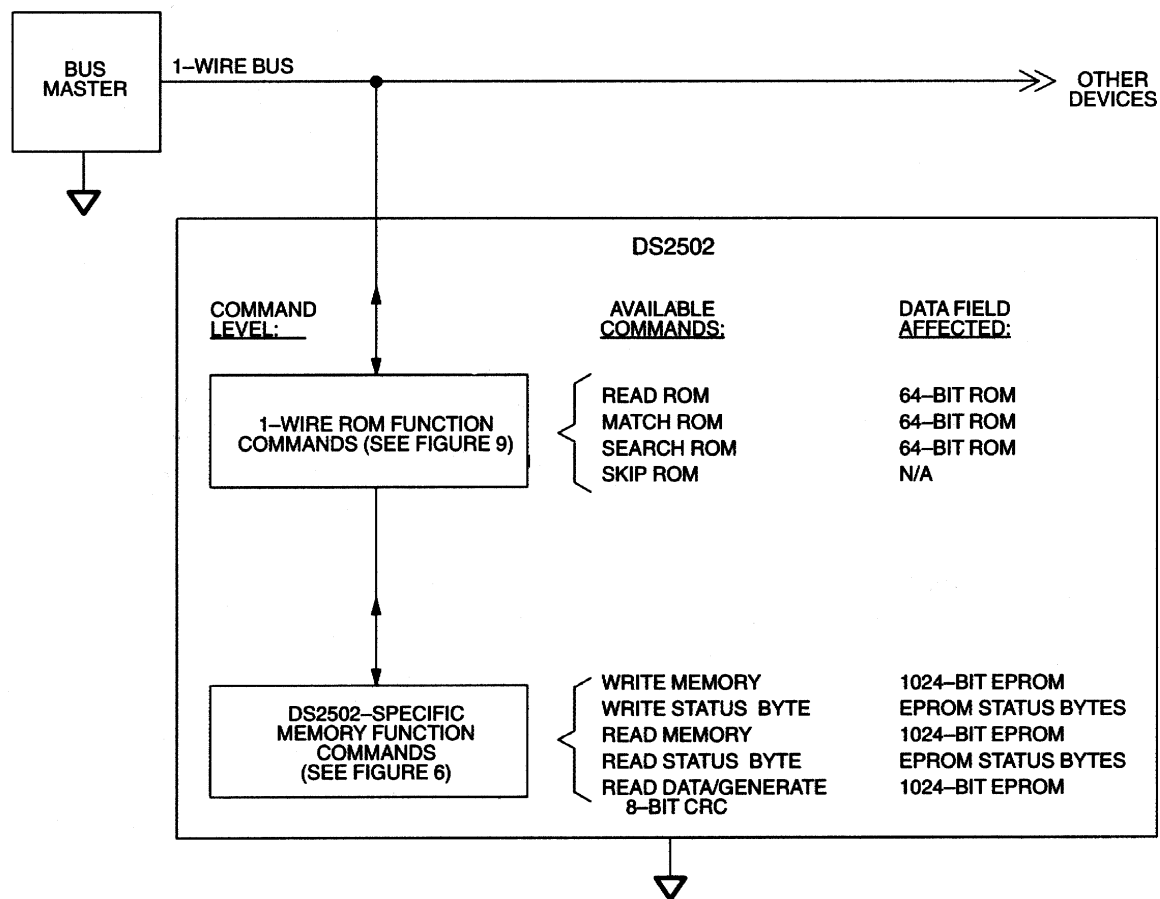 BUS
MASTER
1–WIRE BUS
OTHER
DEVICES
DS2502
COMMAND
LEVEL:
AVAILABLE
COMMANDS:
DATA FIELD
AFFECTED:
1–WIRE ROM FUNCTION
COMMANDS (SEE FIGURE 9)
READ ROM 64–BIT ROM
MATCH ROM 64–BIT ROM
SEARCH ROM 64–BIT ROM
SKIP ROM N/A
DS2502–SPECIFIC
MEMORY FUNCTION
COMMANDS
(SEE FIGURE 6)
WRITE MEMORY 1024–BIT EPROM
WRITE STATUS BYTE EPROM STATUS BYTES
READ MEMORY 1024–BIT EPROM
READ STATUS BYTE EPROM STATUS BYTES
READ DATA/GENERATE 1024–BIT EPROM
8–BIT CRC